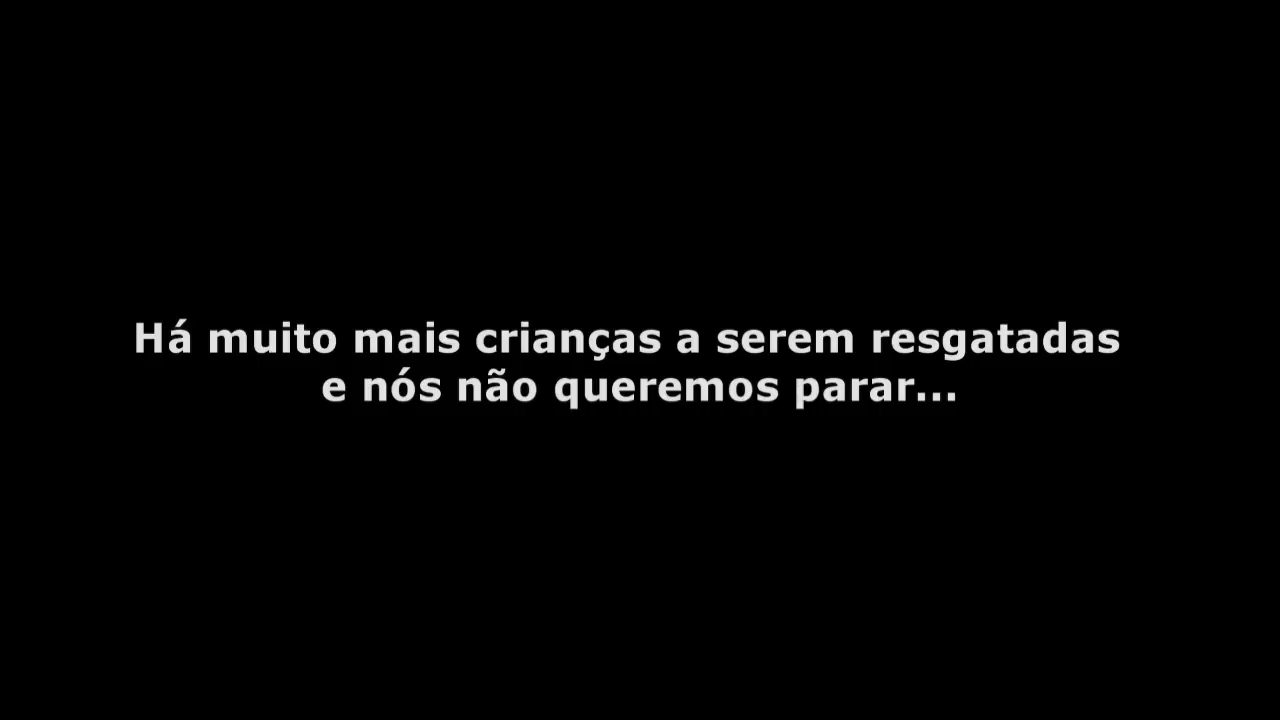 Há muito mais crianças a serem resgatadas
e nós não queremos parar...